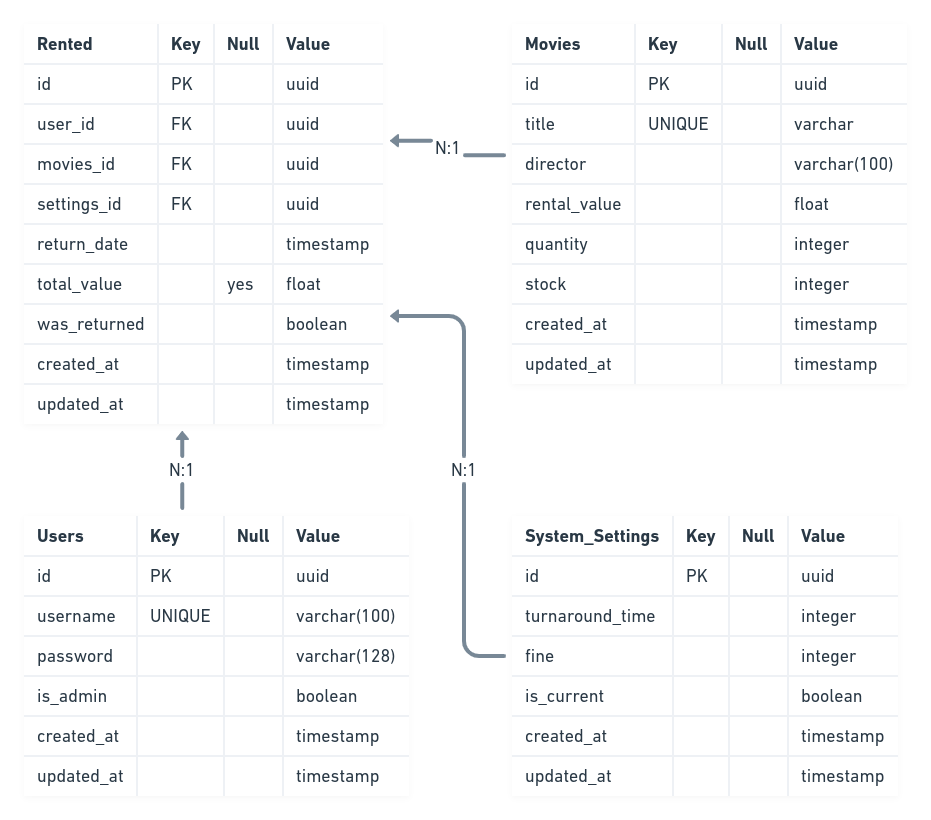 Rented Key Null Value
id PK uuid
user_id FK uuid
movies_id FK uuid
settings_id FK uuid
return_date timestamp
total_value yes float
was_returned boolean
created_at timestamp
updated_at timestamp
N:1
Movies Key Null Value
id PK uuid
title UNIQUE varchar
director varchar(100)
rental_value float
quantity integer
stock integer
created_at timestamp
updated_at timestamp
N:1
N:1
Users Key Null Value
id PK uuid
username UNIQUE varchar(100)
password varchar(128)
is_admin boolean
created_at timestamp
updated_at timestamp
System_Settings Key Null Value
id PK uuid
turnaround_time integer
fine integer
is_current boolean
created_at timestamp
updated_at timestamp